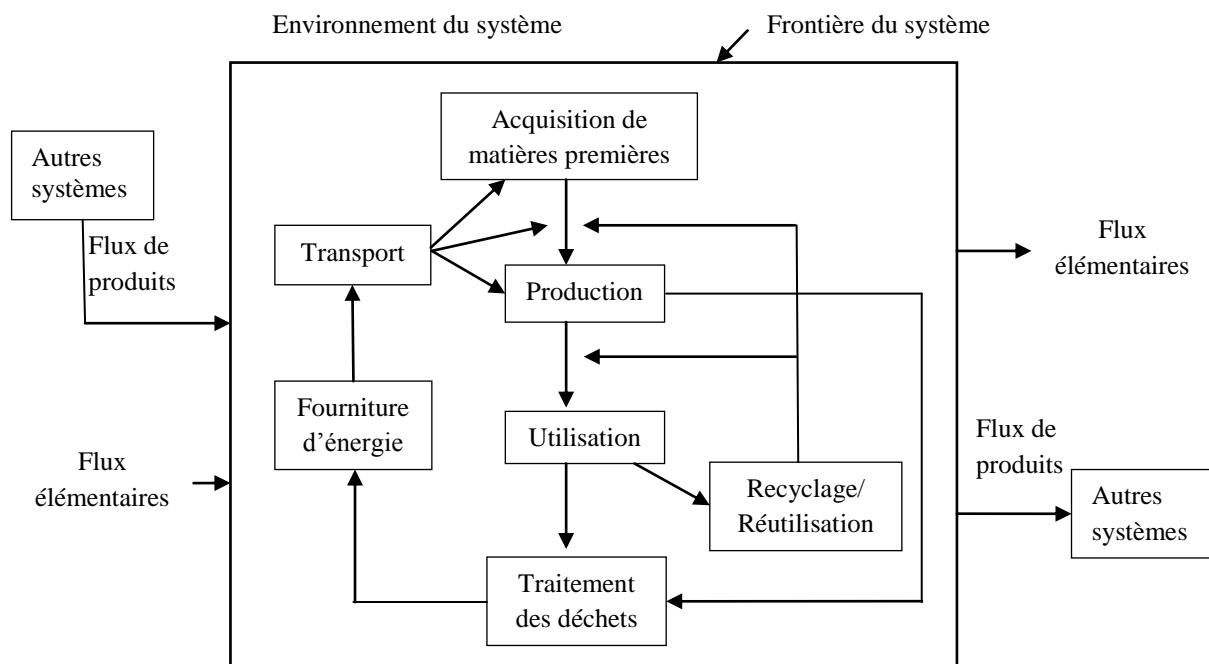 Environnement du système
Frontière du système
Acquisition de
matières premières
Autres
systèmes
Flux de
produits
Transport
Production
Flux
élémentaires
Fourniture
d’énergie
Utilisation
Flux
élémentaires
Recyclage/
Réutilisation
Flux de
produits
Autres
systèmes
Traitement
des déchets